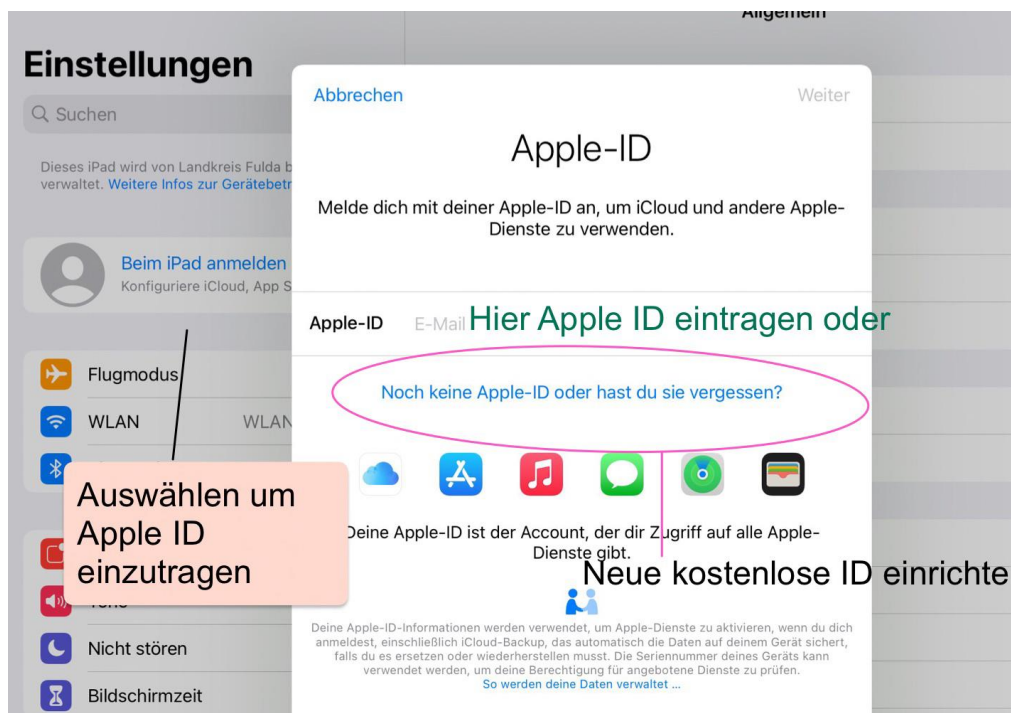 Allgemein
Einstellungen
Suchen
Dieses iPad wird von Landkreis Fulda b
verwaltet. Weitere Infos zur Gerätebetr
Beim iPad anmelden
Konfiguriere iCloud, App S
Flugmodus
WLAN WLAN
Auswählen um
Apple ID
einzutragen
Nicht stören
Bildschirmzeit
Abbrechen Weiter
Apple-ID
Melde dich mit deiner Apple-ID an, um iCloud und andere Apple-
Dienste zu verwenden.
Apple-ID E-Mail Hier Apple ID eintragen oder
Noch keine Apple-ID oder hast du sie vergessen?
Deine Apple-ID ist der Account, der dir Zugriff auf alle Apple-
Dienste gibt.
Neue kostenlose ID einrichte
Deine Apple-ID-Informationen werden verwendet, um Apple-Dienste zu aktivieren, wenn du dich
anmeldest, einschließlich iCloud-Backup, das automatisch die Daten auf deinem Gerät sichert,
falls du es ersetzen oder wiederherstellen musst. Die Seriennummer deines Geräts kann
verwendet werden, um deine Berechtigung für angebotene Dienste zu prüfen.
So werden deine Daten verwaltet ...